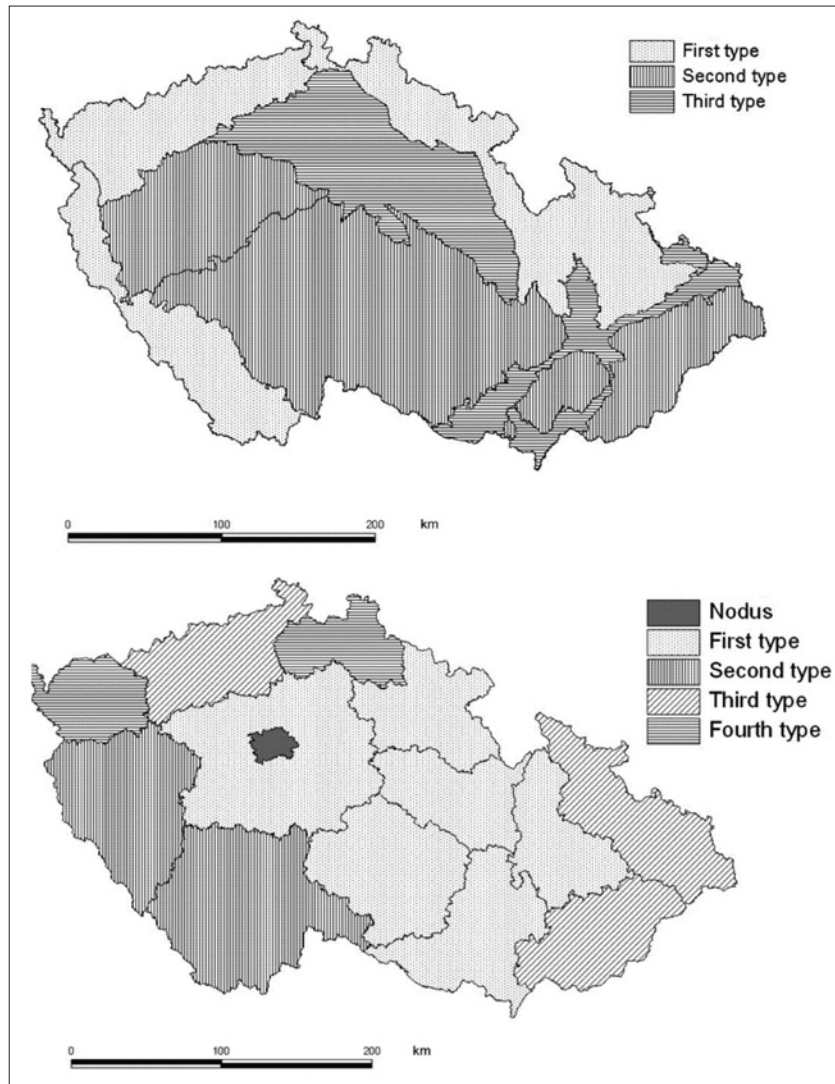 First type
Second type
Third type
0 100 200 km
Nodus
First type
Second type
Third type
Fourth type
0 100 200 km